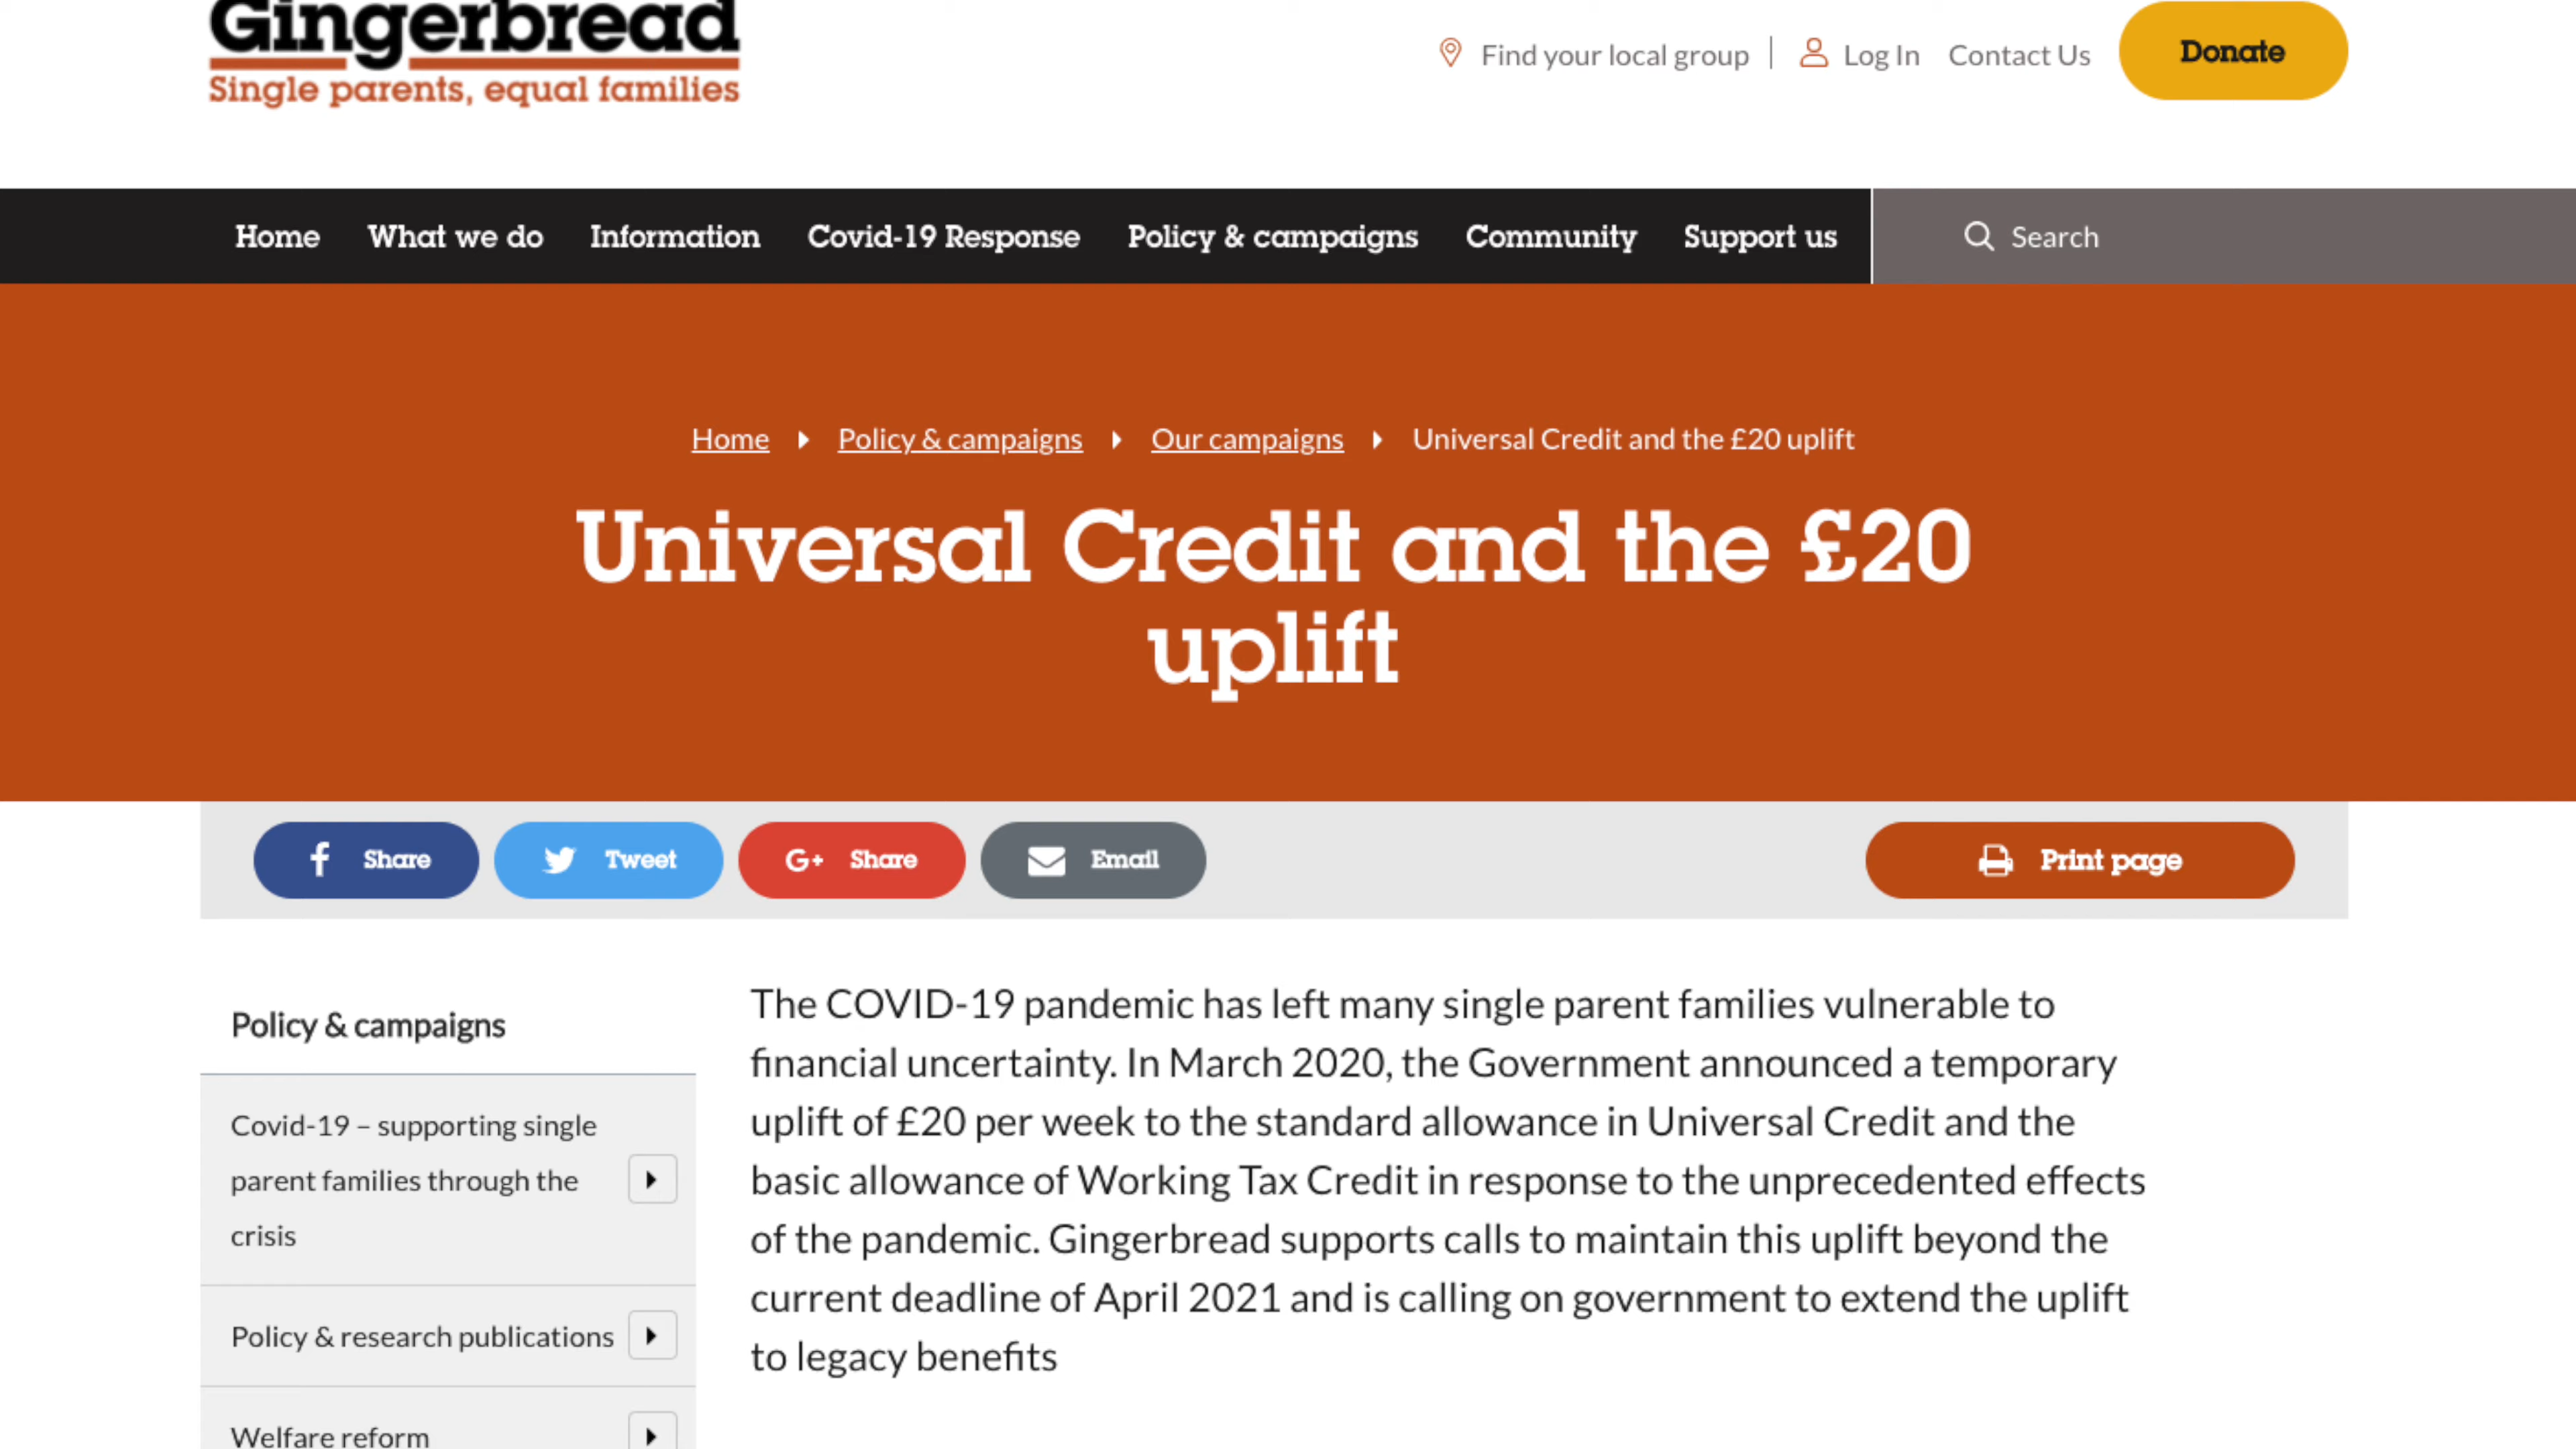 Gingerbread
Single parents, equal families
Find your local group
Log In
Contact Us
Donate
Home
What we do
Information
Covid-19 Response
Policy & campaigns
Community
Support us
Search
Home
Policy & campaigns
Our campaigns
Universal Credit and the £20 uplift
Universal Credit and the £20
uplift
f Share
Tweet
G+ Share
Email
Print page
Policy & campaigns
Covid-19 – supporting single
parent families through the
crisis
Policy & research publications
Welfare reform
The COVID-19 pandemic has left many single parent families vulnerable to
financial uncertainty. In March 2020, the Government announced a temporary
uplift of £20 per week to the standard allowance in Universal Credit and the
basic allowance of Working Tax Credit in response to the unprecedented effects
of the pandemic. Gingerbread supports calls to maintain this uplift beyond the
current deadline of April 2021 and is calling on government to extend the uplift
to legacy benefits